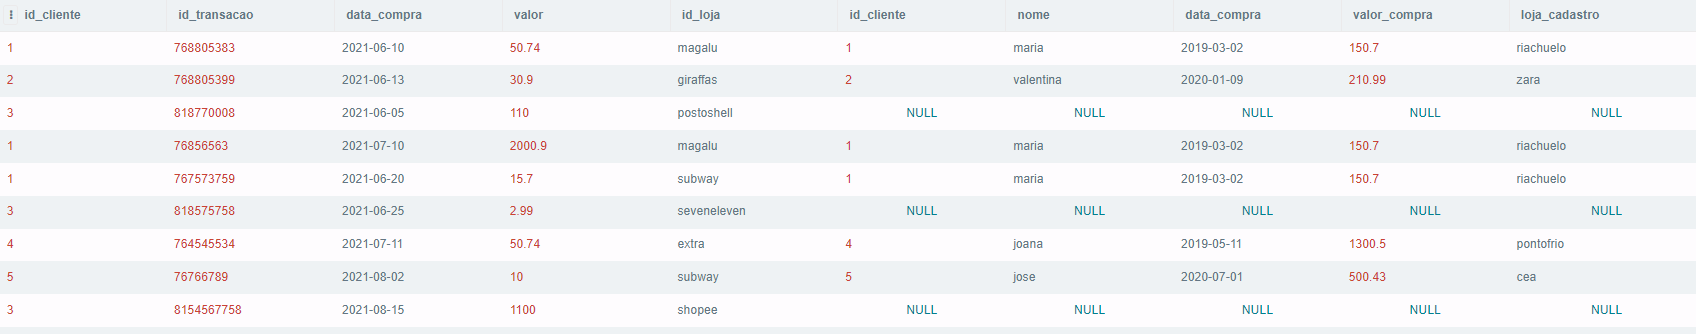 id_cliente id_transacao data_compra valor id_loja id_cliente nome data_compra valor_compra loja_cadastro
1 768805383 2021-06-10 50.74 magalu 1 maria 2019-03-02 150.7 riachuelo
2 768805399 2021-06-13 30.9 giraffas 2 valentina 2020-01-09 210.99 zara
3 818770008 2021-06-05 110 postoshell NULL NULL NULL NULL NULL
1 76856563 2021-07-10 2000.9 magalu 1 maria 2019-03-02 150.7 riachuelo
1 767573759 2021-06-20 15.7 subway 1 maria 2019-03-02 150.7 riachuelo
3 818575758 2021-06-25 2.99 seveneleven NULL NULL NULL NULL NULL
4 764545534 2021-07-11 50.74 extra 4 joana 2019-05-11 1300.5 pontofrio
5 76766789 2021-08-02 10 subway 5 jose 2020-07-01 500.43 cea
3 8154567758 2021-08-15 1100 shopee NULL NULL NULL NULL NULL